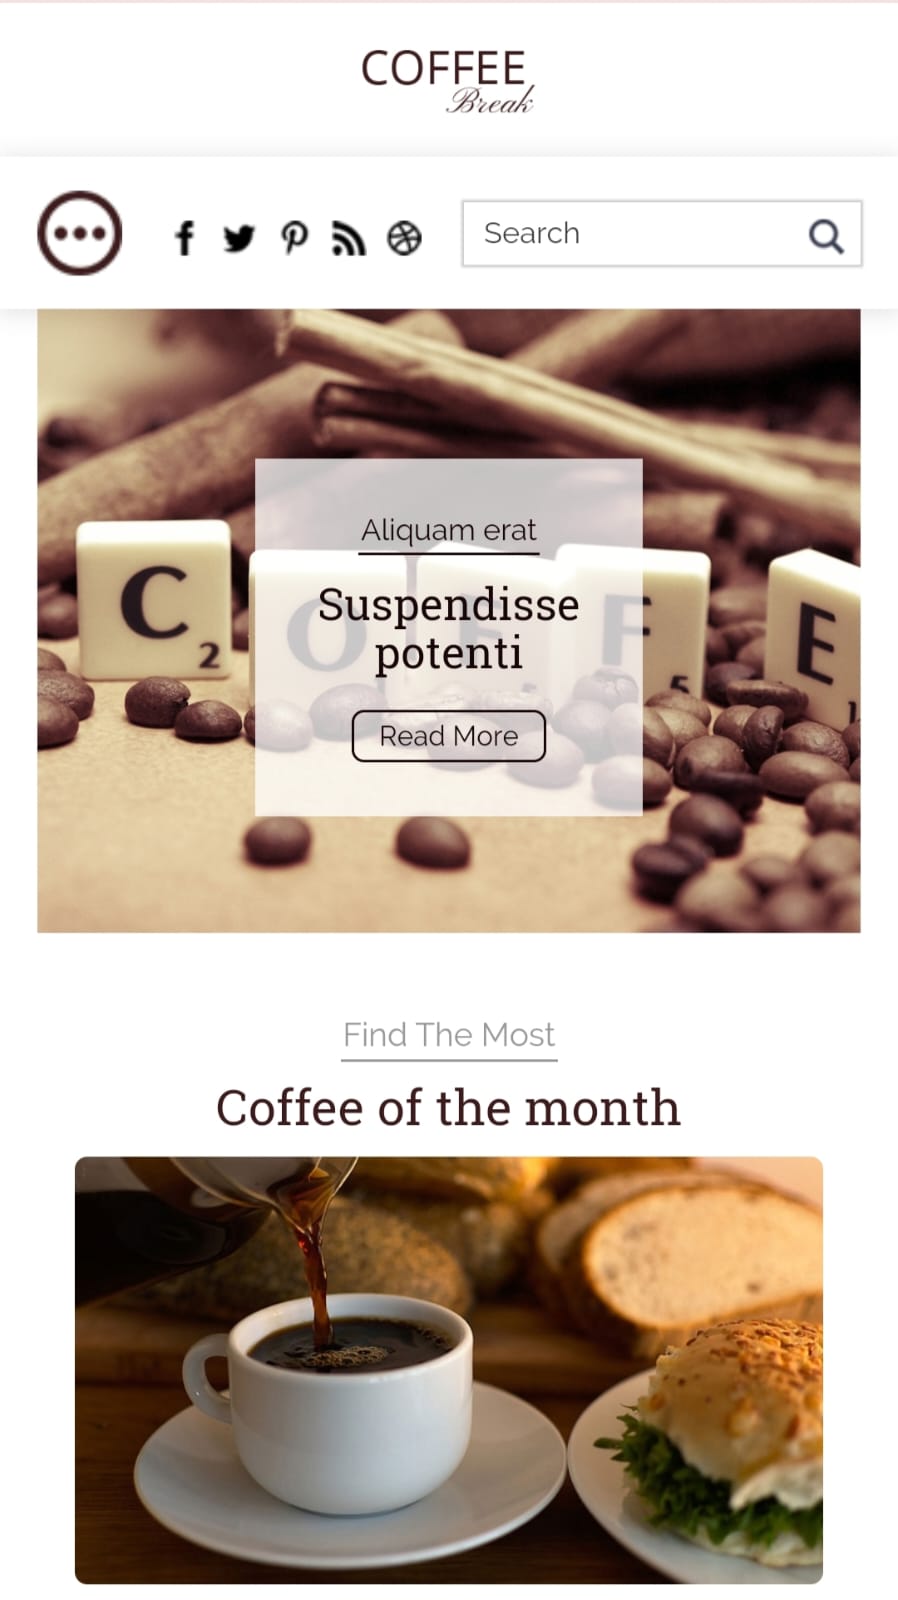 COFFEE
Break
Search
Aliquam erat
Suspendisse
potenti
Read More
C O F F E
2 5 1
Find The Most
Coffee of the month